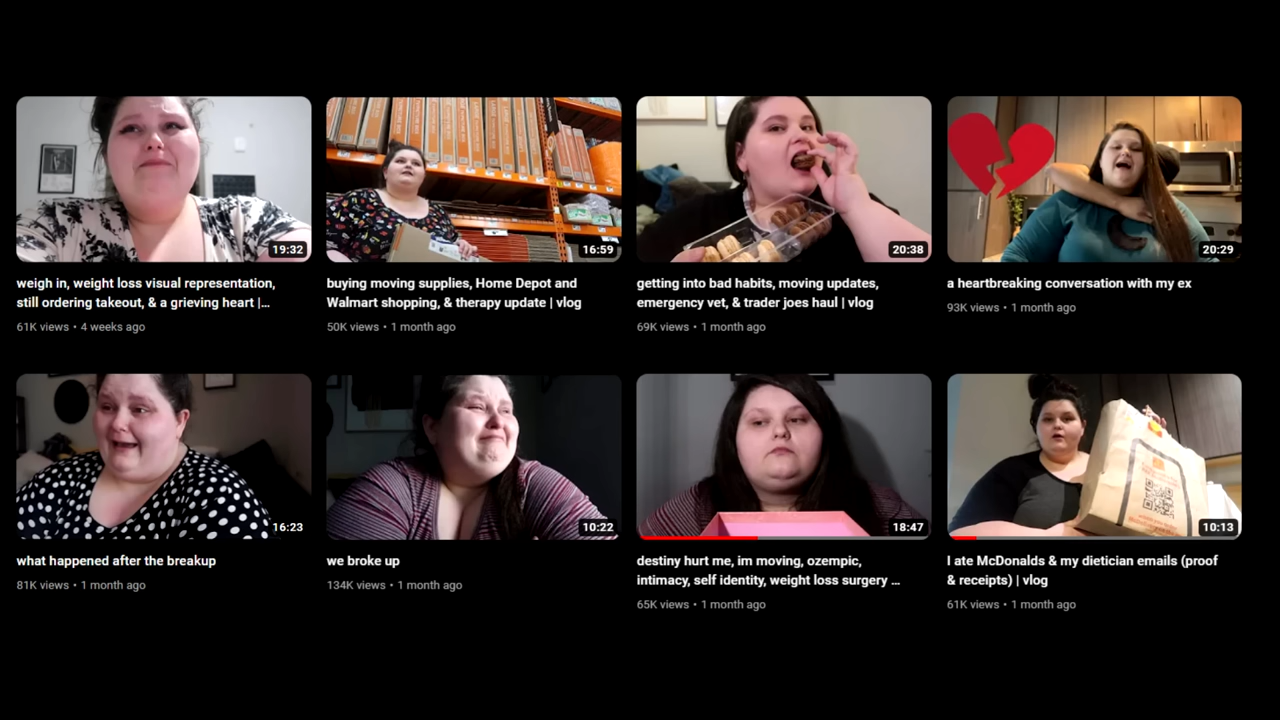 19:32
16:59
20:38
20:29
weigh in, weight loss visual representation,
still ordering takeout, & a grieving heart |...
61K views • 4 weeks ago
buying moving supplies, Home Depot and
Walmart shopping, & therapy update | vlog
50K views • 1 month ago
getting into bad habits, moving updates,
emergency vet, & trader joes haul | vlog
69K views • 1 month ago
a heartbreaking conversation with my ex
93K views • 1 month ago
16:23
10:22
18:47
10:13
what happened after the breakup
81K views • 1 month ago
we broke up
134K views • 1 month ago
destiny hurt me, im moving, ozempic,
intimacy, self identity, weight loss surgery ...
65K views • 1 month ago
I ate McDonalds & my dietician emails (proof
& receipts) | vlog
61K views • 1 month ago